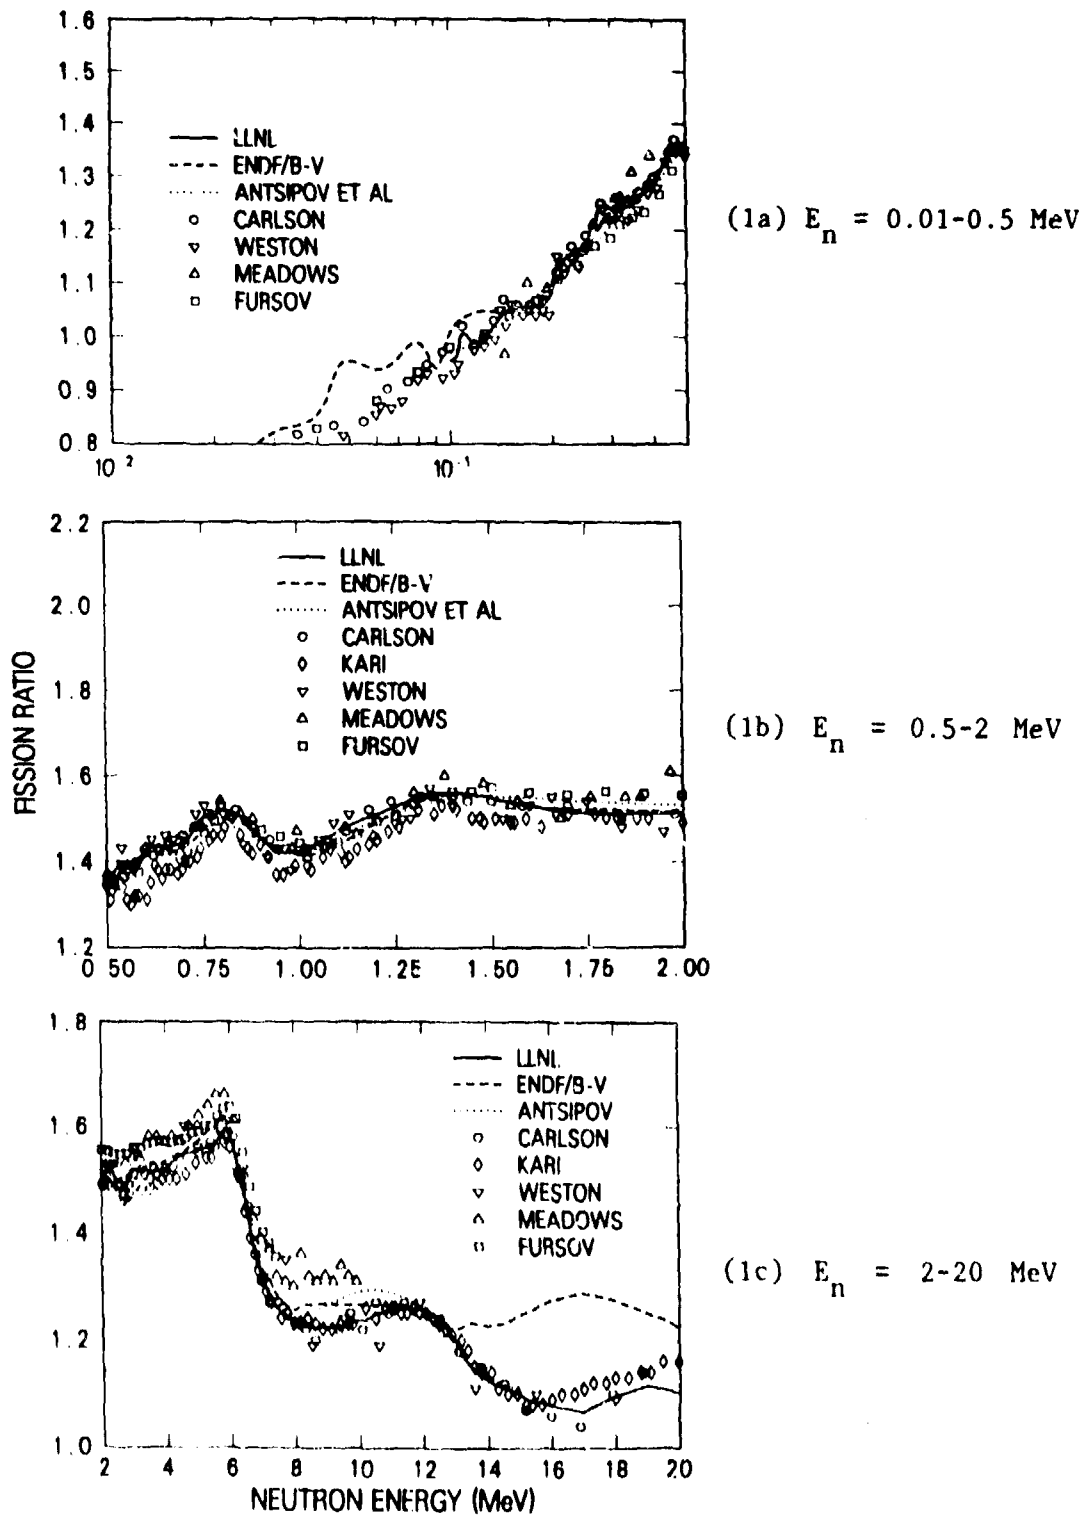 1.6
1.5
1.4
1.3
1.2
1.1
1.0
0.9
0.8
10⁻²
10⁻¹
LLNL
ENDF/B-V
ANTSIPOV ET AL
CARLSON
WESTON
MEADOWS
FURSOV
(1a) E_n = 0.01-0.5 MeV
2.2
2.0
1.8
1.6
1.4
1.2
0.50
0.75
1.00
1.25
1.50
1.75
2.00
LLNL
ENDF/B-V
ANTSIPOV ET AL
CARLSON
KARI
WESTON
MEADOWS
FURSOV
FISSION RATIO
(1b) E_n = 0.5-2 MeV
1.8
1.6
1.4
1.2
1.0
2
4
6
8
10
12
14
16
18
20
LLNL
ENDF/B-V
ANTSIPOV
CARLSON
KARI
WESTON
MEADOWS
FURSOV
(1c) E_n = 2-20 MeV
NEUTRON ENERGY (MeV)